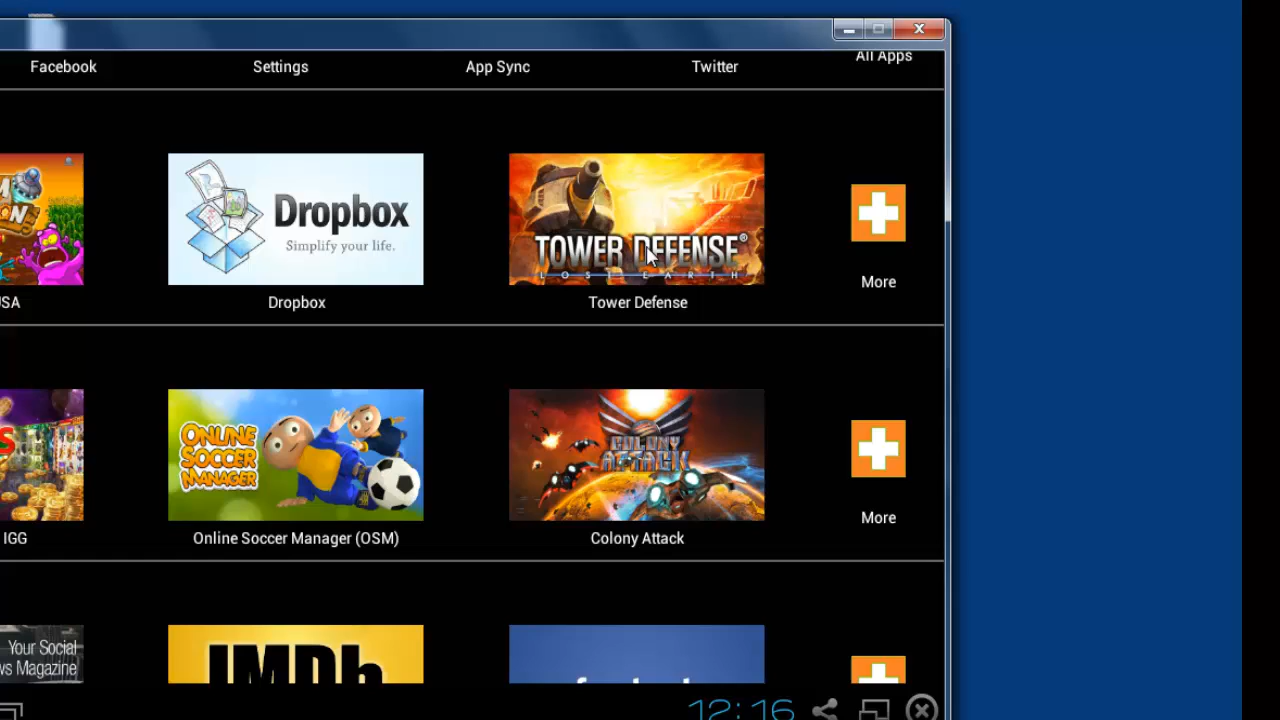 Facebook
Settings
App Sync
Twitter
All Apps
Dropbox
Simplify your life.
TOWER DEFENSE®
LOST EARTH
Dropbox
Tower Defense
More
ONLINE
SOCCER
MANAGER
COLONY
ATTACK
IGG
Online Soccer Manager (OSM)
Colony Attack
More
Your Social
Magazine
IMDb
12:16